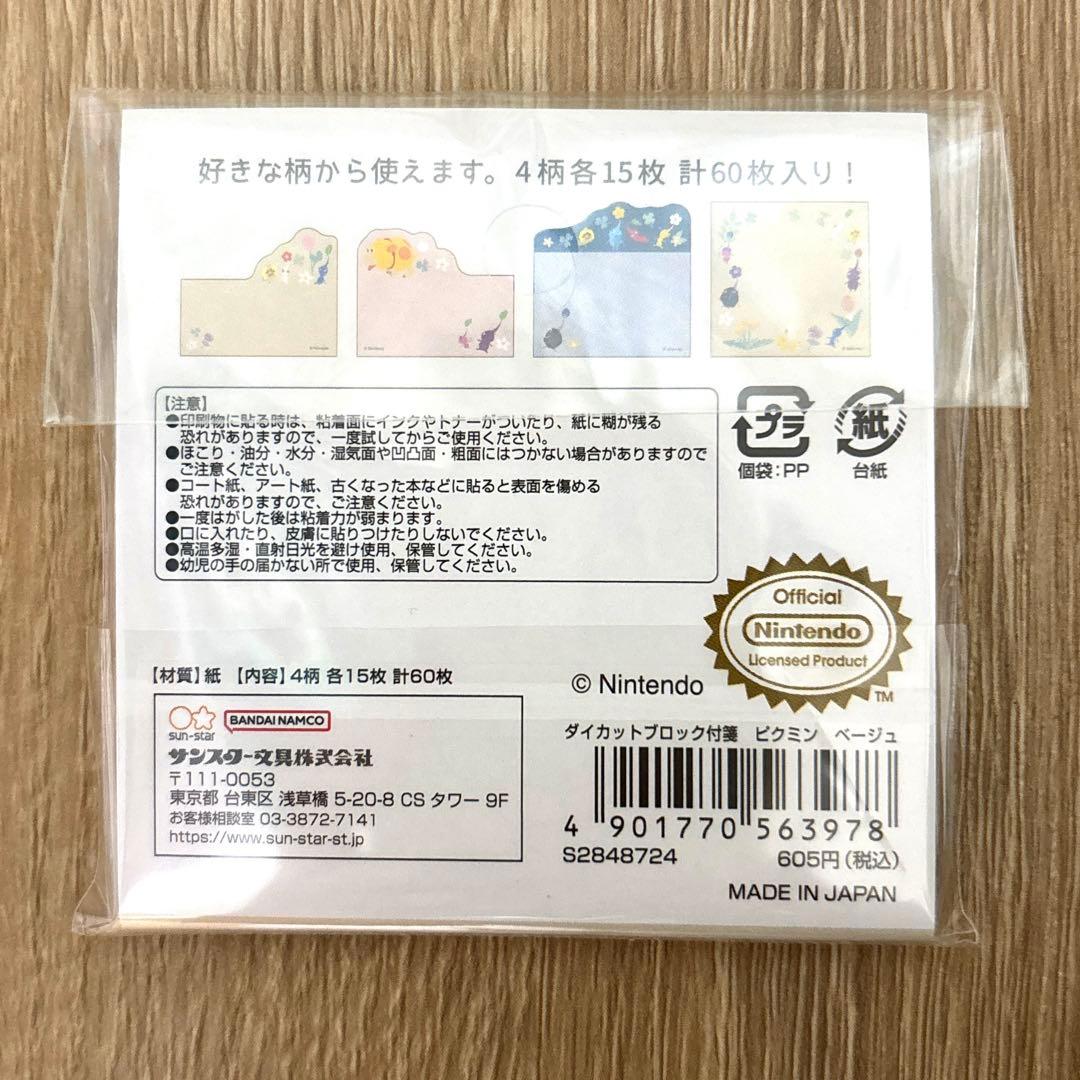 好きな柄から使えます。4柄各15枚 計60枚入り！
【注意】
●印刷物に貼る時は、粘着面にインクやトナーがついたり、紙に糊が残る
恐れがありますので、一度試してからご使用ください。
●ほこり・油分・水分・湿気面や凹凸面・粗面にはつかない場合がありますので
ご注意ください。
●コート紙、アート紙、古くなった本などに貼ると表面を傷める
恐れがありますので、ご注意ください。
●一度はがした後は粘着力が弱まります。
●口に入れたり、皮膚に貼りつけたりしないでください。
●高温多湿・直射日光を避け使用、保管してください。
●幼児の手の届かない所で使用、保管してください。
プラ
個袋：PP
紙
台紙
Official
Nintendo
Licensed Product
TM
【材質】紙 【内容】4柄 各15枚 計60枚
© Nintendo
sun-star
BANDAI NAMCO
サンスター文具株式会社
〒111-0053
東京都 台東区 浅草橋 5-20-8 CS タワー 9F
お客様相談室 03-3872-7141
https://www.sun-star-st.jp
ダイカットブロック付箋 ピクミン ベージュ
4 901770 563978
S2848724 605円（税込）
MADE IN JAPAN